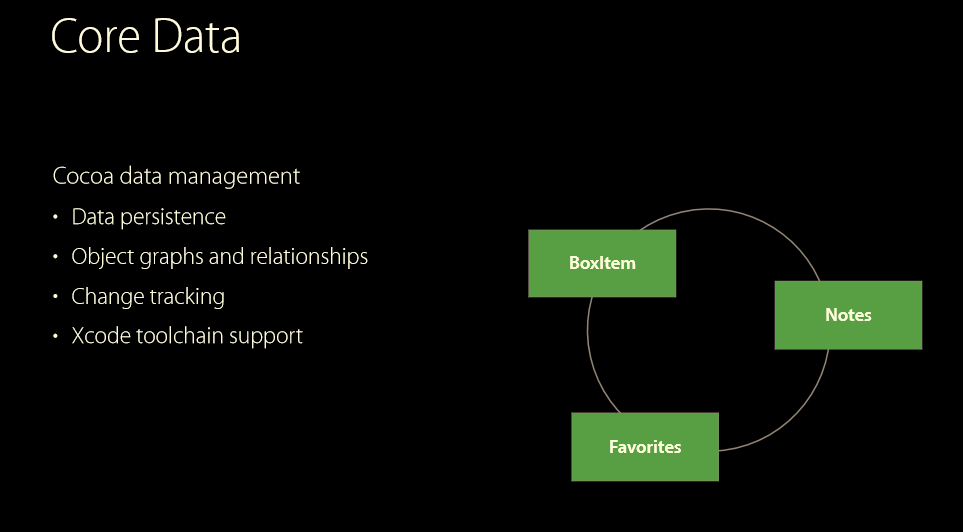 Core Data
Cocoa data management
• Data persistence
• Object graphs and relationships
• Change tracking
• Xcode toolchain support
BoxItem
Notes
Favorites